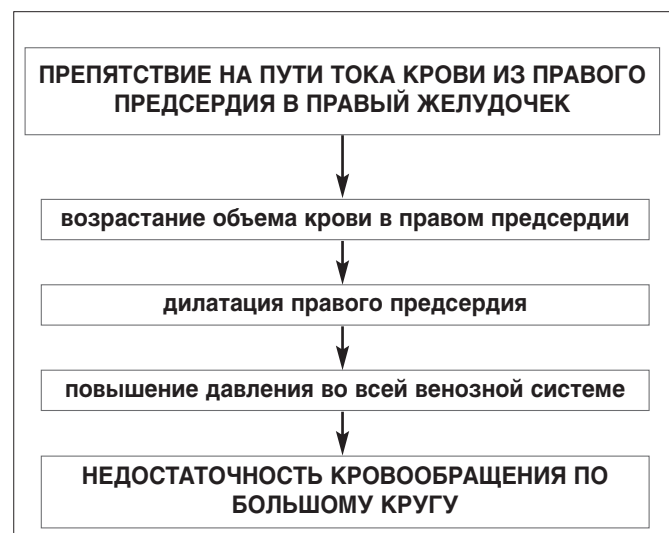 ПРЕПЯТСТВИЕ НА ПУТИ ТОКА КРОВИ ИЗ ПРАВОГО
ПРЕДСЕРДИЯ В ПРАВЫЙ ЖЕЛУДОЧЕК
возрастание объема крови в правом предсердии
дилатация правого предсердия
повышение давления во всей венозной системе
НЕДОСТАТОЧНОСТЬ КРОВООБРАЩЕНИЯ ПО
БОЛЬШОМУ КРУГУ